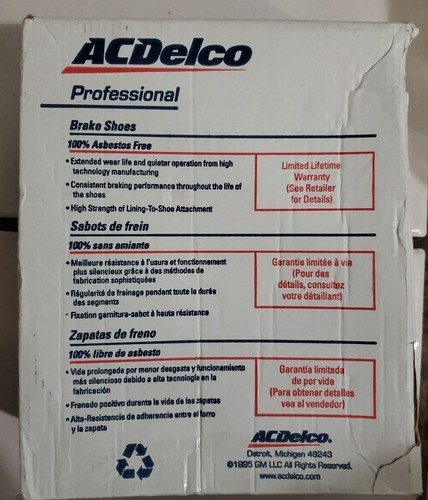 ACDelco
Professional
Brake Shoes
100% Asbestos Free
• Extended wear life and quieter operation from high
technology manufacturing
• Consistent braking performance throughout the life of
the shoes
• High Strength of Lining-To-Shoe Attachment
Limited Lifetime
Warranty
(See Retailer
for Details)
Sabots de frein
100% sans amiante
• Meilleure résistance à l'usure et fonctionnement
plus silencieux grâce à des méthodes de
fabrication sophistiquées
• Régularité de freinage pendant toute la durée
des segments
- Fixation garniture-sabot à haute résistance
Garantie limitée à vie
(Pour des
détails, consultez
votre détaillant)
Zapatas de freno
100% libre de asbesto
• Vida prolongada por menor desgaste y funcionamiento
más silencioso debido a alta tecnología en la
fabricación
• Frenado positivo durante la vida de las zapatas
• Alta-Resistencia de adherencia entre el forro
y la zapata
Garantía limitada
de por vida
(Para obtener detalles
vea al vendedor)
ACDelco.
Detroit, Michigan 48243
©1995 GM LLC All Rights Reserved.
www.acdelco.com